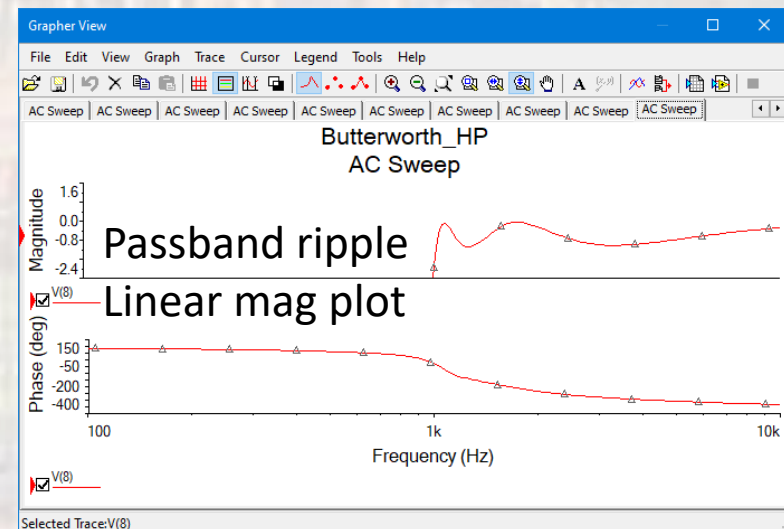 Grapher View
File Edit View Graph Trace Cursor Legend Tools Help
AC Sweep AC Sweep AC Sweep AC Sweep AC Sweep AC Sweep AC Sweep AC Sweep AC Sweep AC Sweep
Butterworth_HP
AC Sweep
Magnitude
1.6
0.0
-0.8
-2.4
Passband ripple
V(8)
Linear mag plot
Phase (deg)
150
-50
-200
-400
100 1k 10k
Frequency (Hz)
V(8)
Selected Trace:V(8)